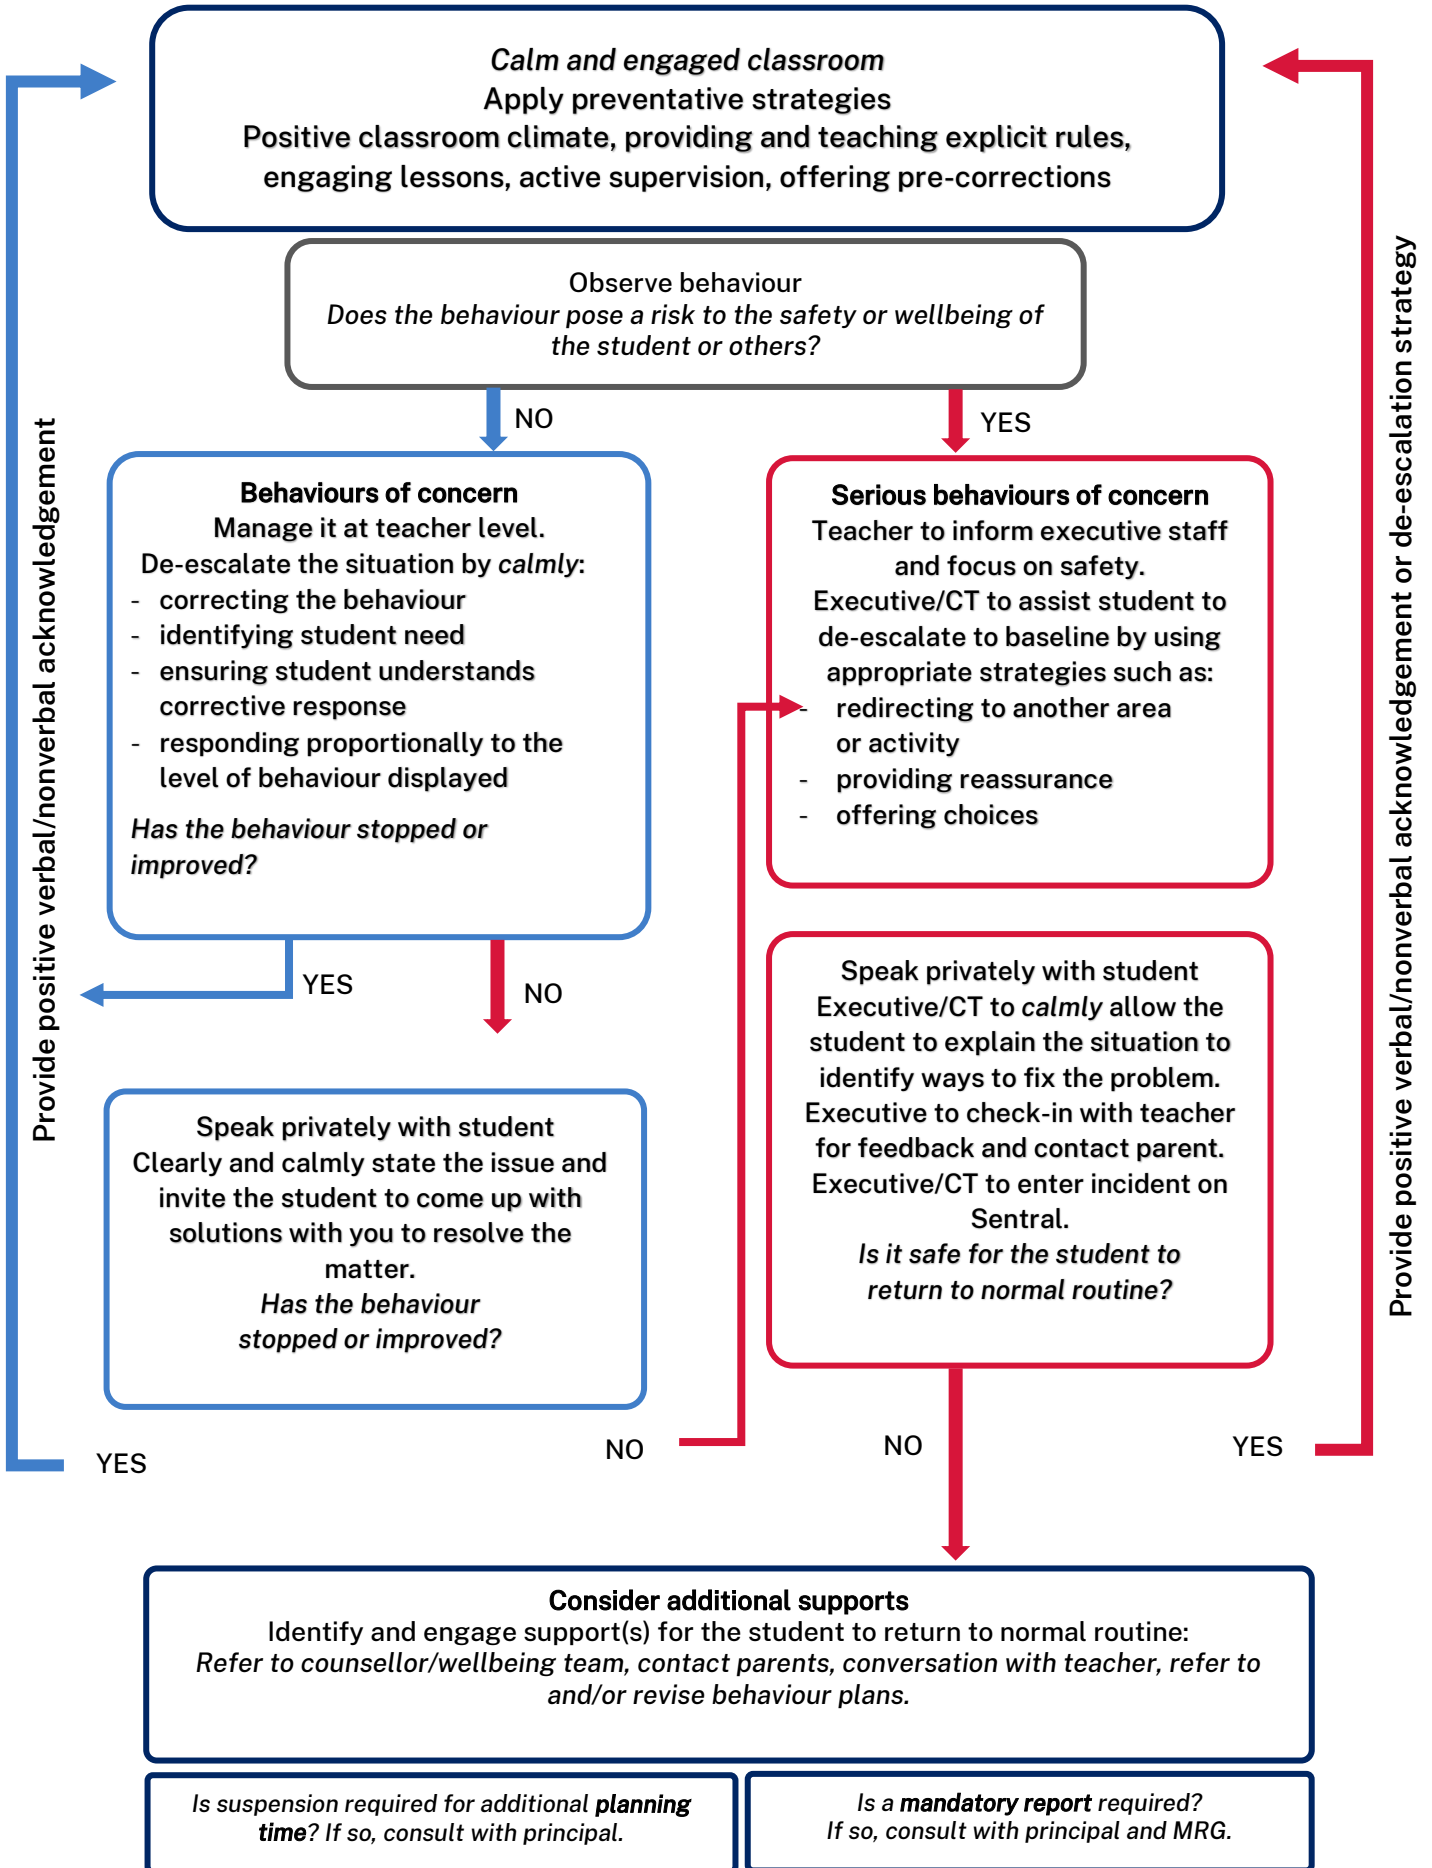 Calm and engaged classroom
Apply preventative strategies
Positive classroom climate, providing and teaching explicit rules,
engaging lessons, active supervision, offering pre-corrections
Observe behaviour
Does the behaviour pose a risk to the safety or wellbeing of
the student or others?
NO
YES
Behaviours of concern
Manage it at teacher level.
De-escalate the situation by calmly:
- correcting the behaviour
- identifying student need
- ensuring student understands
corrective response
- responding proportionally to the
level of behaviour displayed
Has the behaviour stopped or
improved?
YES
NO
Speak privately with student
Clearly and calmly state the issue and
invite the student to come up with
solutions with you to resolve the
matter.
Has the behaviour
stopped or improved?
YES
NO
Provide positive verbal/nonverbal acknowledgement
Serious behaviours of concern
Teacher to inform executive staff
and focus on safety.
Executive/CT to assist student to
de-escalate to baseline by using
appropriate strategies such as:
- redirecting to another area
or activity
- providing reassurance
- offering choices
Speak privately with student
Executive/CT to calmly allow the
student to explain the situation to
identify ways to fix the problem.
Executive to check-in with teacher
for feedback and contact parent.
Executive/CT to enter incident on
Sentral.
Is it safe for the student to
return to normal routine?
NO
YES
Provide positive verbal/nonverbal acknowledgement or de-escalation strategy
Consider additional supports
Identify and engage support(s) for the student to return to normal routine:
Refer to counsellor/wellbeing team, contact parents, conversation with teacher, refer to
and/or revise behaviour plans.
Is suspension required for additional planning
time? If so, consult with principal.
Is a mandatory report required?
If so, consult with principal and MRG.